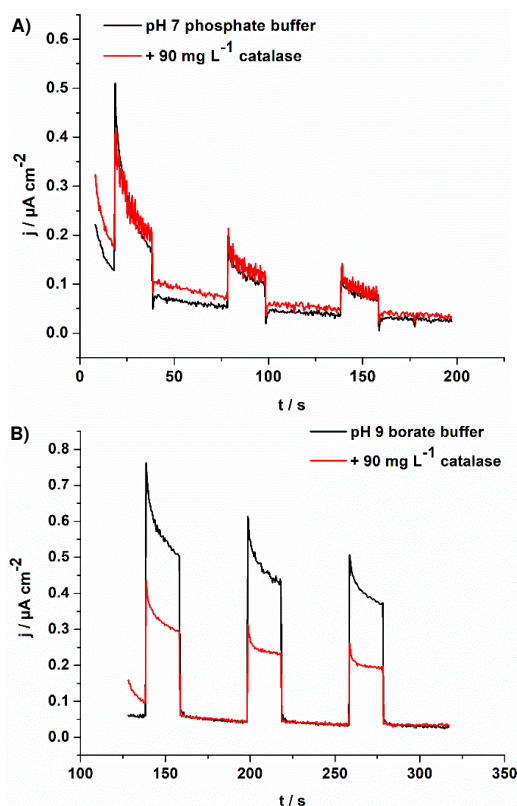 A)
pH 7 phosphate buffer
+ 90 mg L⁻¹ catalase
0.6
0.5
0.4
0.3
0.2
0.1
0.0
j / µA cm⁻²
0 50 100 150 200
t / s
B)
pH 9 borate buffer
+ 90 mg L⁻¹ catalase
0.8
0.7
0.6
0.5
0.4
0.3
0.2
0.1
0.0
j / µA cm⁻²
100 150 200 250 300 350
t / s